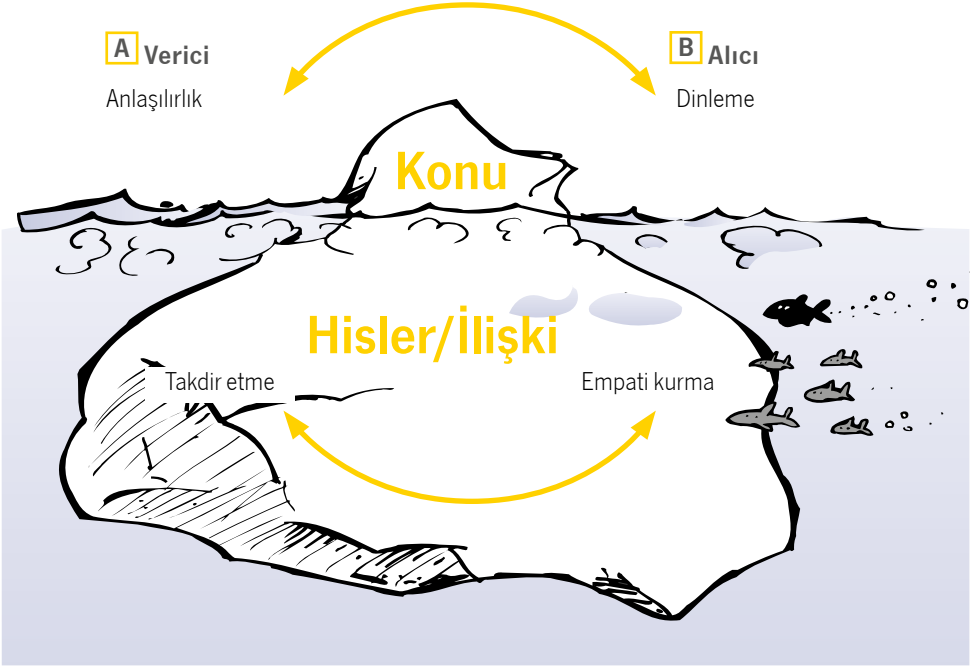 A Verici
B Alıcı
Anlaşılırlık
Dinleme
Konu
Hisler/İlişki
Takdir etme
Empati kurma